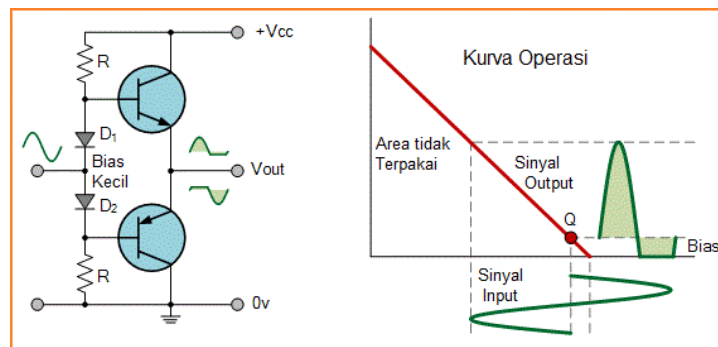 +Vcc
R
D1
Bias
Kecil
Vout
D2
R
0v
Kurva Operasi
Area tidak
Terpakai
Sinyal
Output
Q
Bias
Sinyal
Input